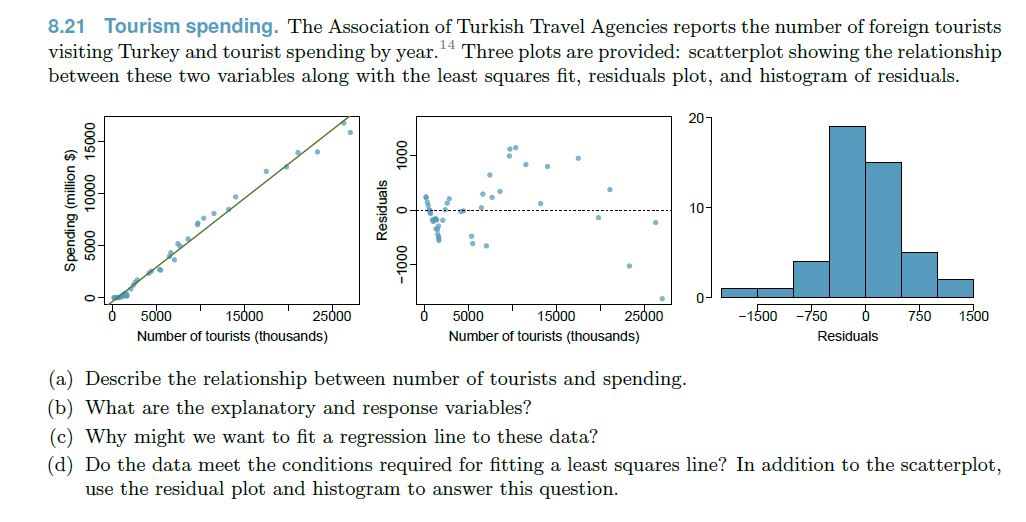 8.21 Tourism spending. The Association of Turkish Travel Agencies reports the number of foreign tourists
visiting Turkey and tourist spending by year.14 Three plots are provided: scatterplot showing the relationship
between these two variables along with the least squares fit, residuals plot, and histogram of residuals.
Spending (million $)
0
5000
10000
15000
0 5000 15000 25000
Number of tourists (thousands)
Residuals
−1000
0
1000
0 5000 15000 25000
Number of tourists (thousands)
20
10
0
−1500 −750 0 750 1500
Residuals
(a) Describe the relationship between number of tourists and spending.
(b) What are the explanatory and response variables?
(c) Why might we want to fit a regression line to these data?
(d) Do the data meet the conditions required for fitting a least squares line? In addition to the scatterplot,
use the residual plot and histogram to answer this question.